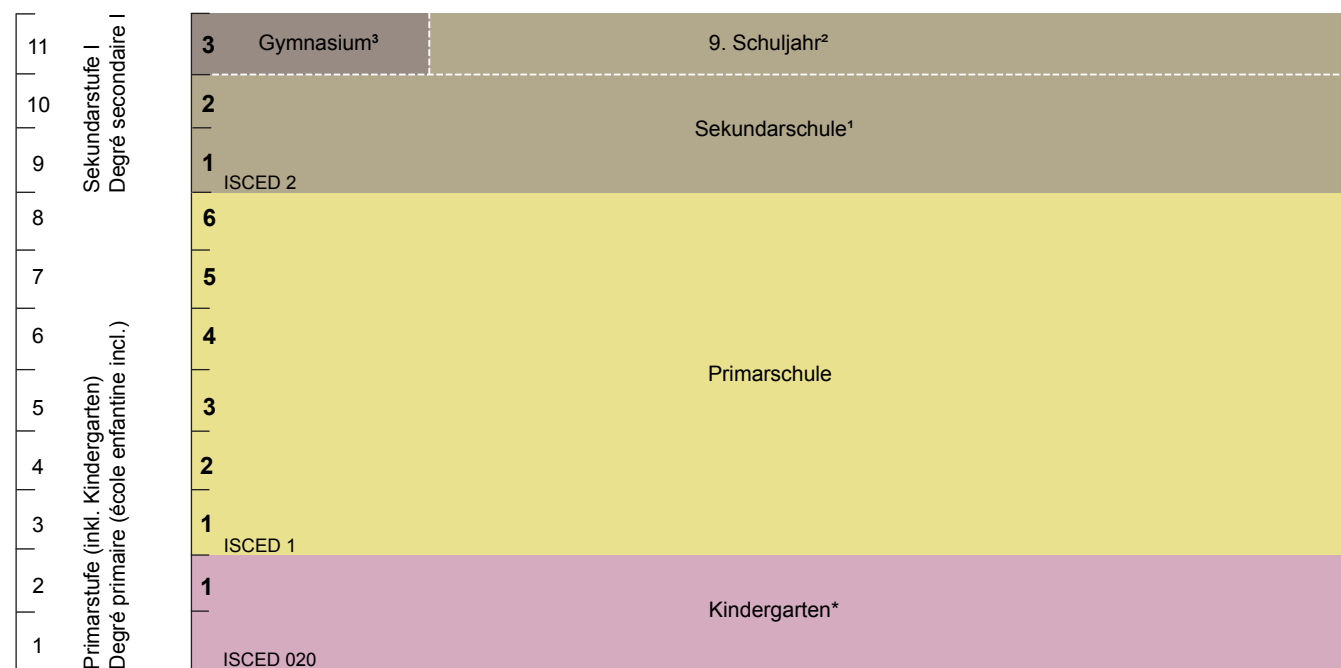 11
10
9
8
7
6
5
4
3
2
1
Sekundarstufe I
Degré secondaire I
Primarstufe (inkl. Kindergarten)
Degré primaire (école enfantine incl.)
3 Gymnasium³ 9. Schuljahr²
2
Sekundarschule¹
1
ISCED 2
6
5
4
Primarschule
3
2
1
ISCED 1
1
Kindergarten*
ISCED 020